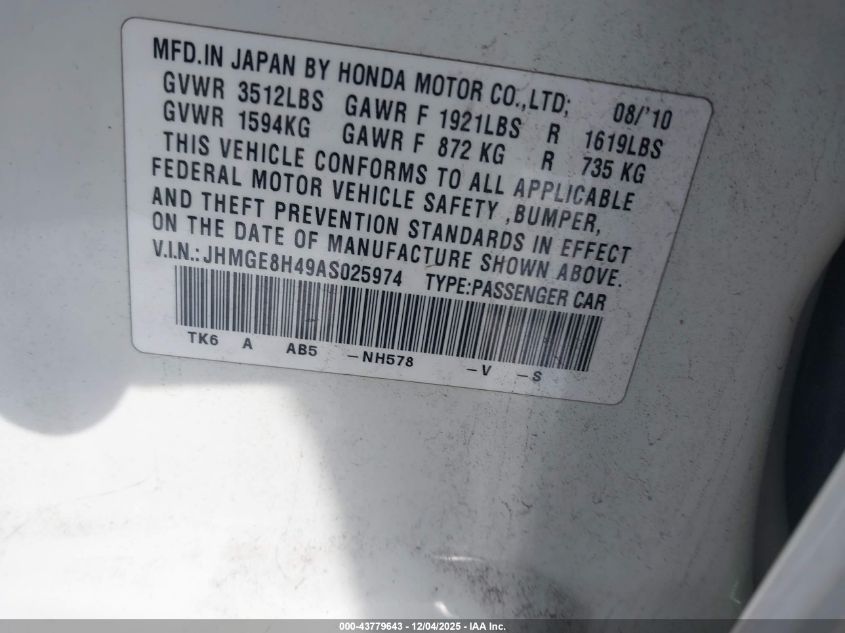 MFD.IN JAPAN BY HONDA MOTOR CO.,LTD; 08/'10
GVWR 3512LBS GAWR F 1921LBS R 1619LBS
GVWR 1594KG GAWR F 872 KG R 735 KG
THIS VEHICLE CONFORMS TO ALL APPLICABLE
FEDERAL MOTOR VEHICLE SAFETY ,BUMPER,
AND THEFT PREVENTION STANDARDS IN EFFECT
ON THE DATE OF MANUFACTURE SHOWN ABOVE.
V.I.N.:JHMGE8H49AS025974 TYPE:PASSENGER CAR
TK6 A AB5 -NH578 -V -S
000-43779643 - 12/04/2025 - IAA Inc.